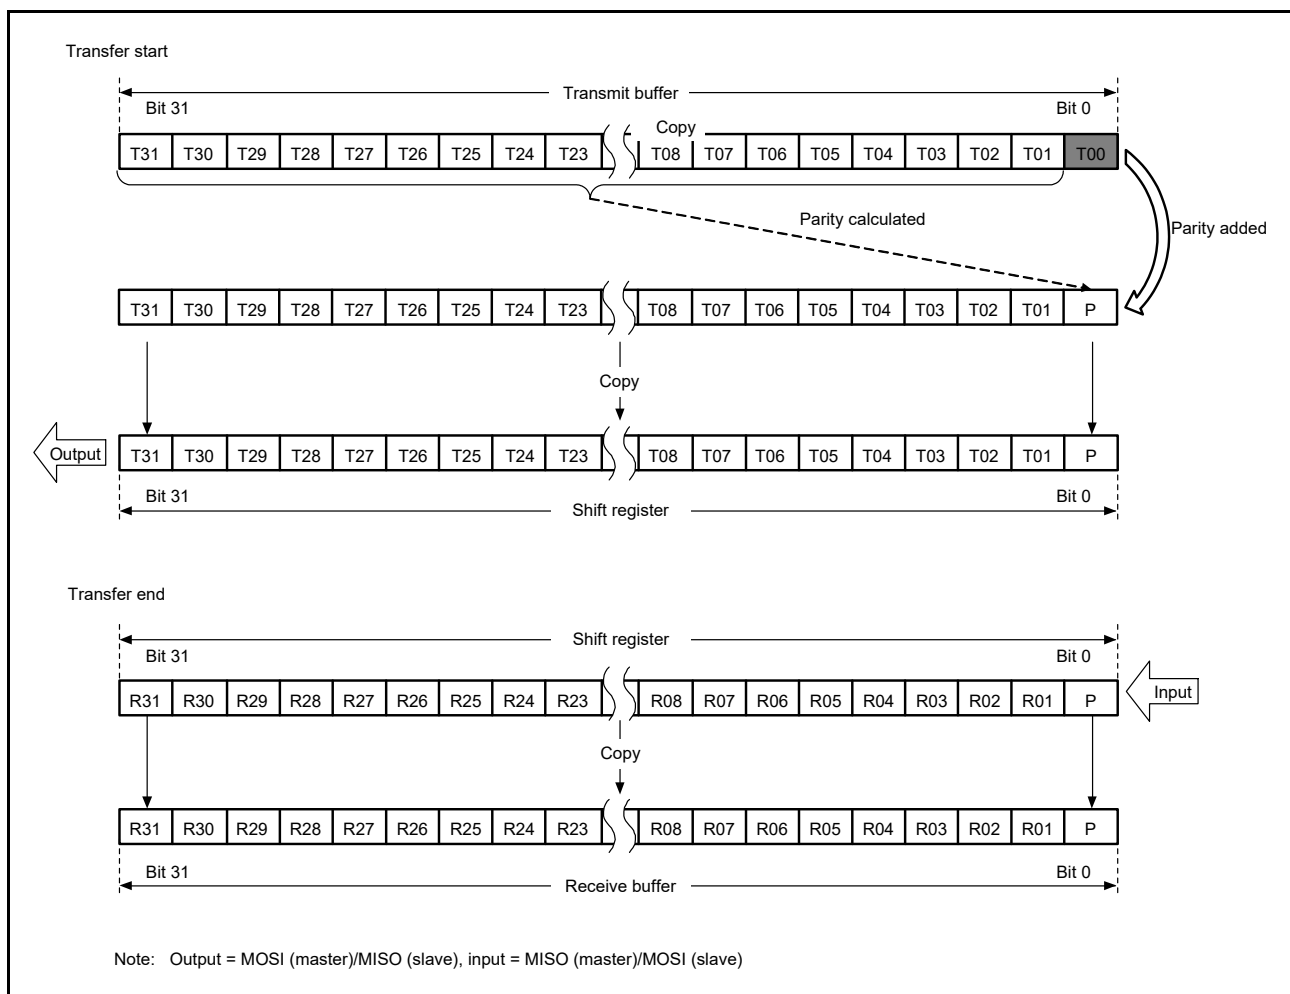 Transfer start
Transmit buffer
Bit 31 Bit 0
Copy
T31 T30 T29 T28 T27 T26 T25 T24 T23 T08 T07 T06 T05 T04 T03 T02 T01 T00
Parity calculated
Parity added
T31 T30 T29 T28 T27 T26 T25 T24 T23 T08 T07 T06 T05 T04 T03 T02 T01 P
Copy
Output
T31 T30 T29 T28 T27 T26 T25 T24 T23 T08 T07 T06 T05 T04 T03 T02 T01 P
Bit 31 Bit 0
Shift register
Transfer end
Shift register
Bit 31 Bit 0
R31 R30 R29 R28 R27 R26 R25 R24 R23 R08 R07 R06 R05 R04 R03 R02 R01 P
Input
Copy
R31 R30 R29 R28 R27 R26 R25 R24 R23 R08 R07 R06 R05 R04 R03 R02 R01 P
Bit 31 Bit 0
Receive buffer
Note: Output = MOSI (master)/MISO (slave), input = MISO (master)/MOSI (slave)